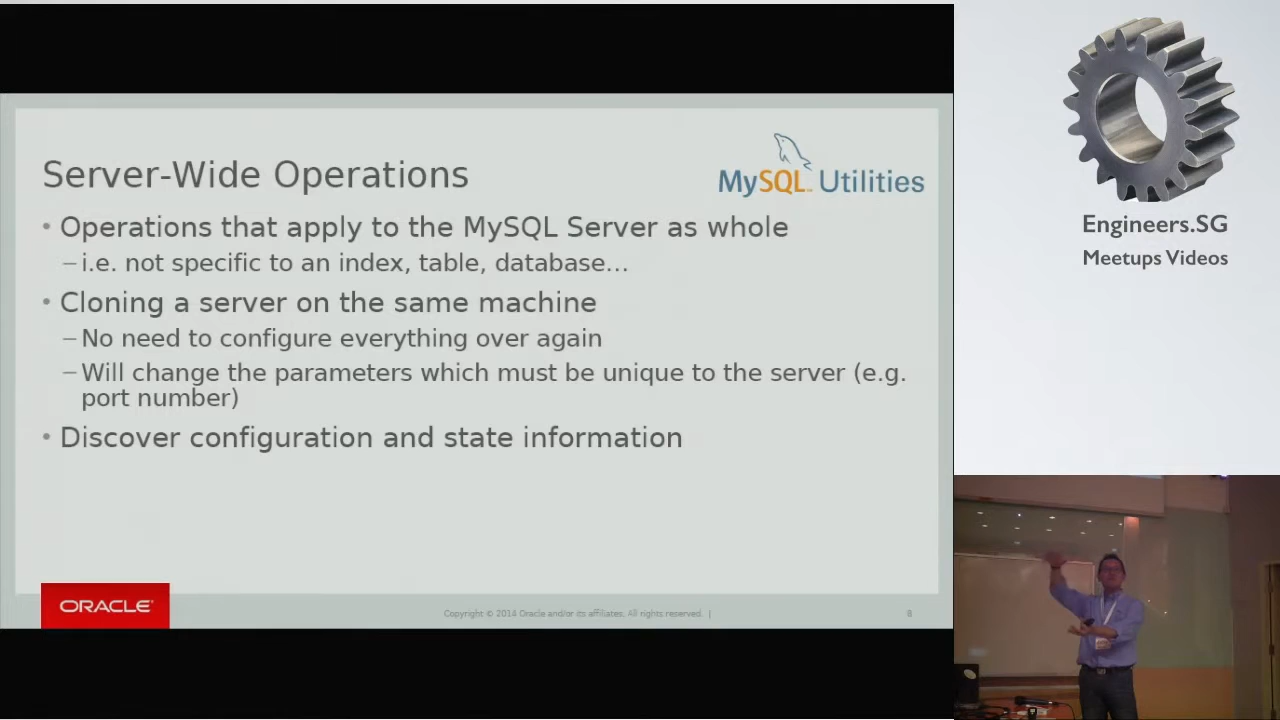 Server-Wide Operations
MySQL Utilities
• Operations that apply to the MySQL Server as whole
– i.e. not specific to an index, table, database...
• Cloning a server on the same machine
– No need to configure everything over again
– Will change the parameters which must be unique to the server (e.g.
port number)
• Discover configuration and state information
ORACLE
Copyright © 2014 Oracle and/or its affiliates. All rights reserved. |
8
Engineers.SG
Meetups Videos